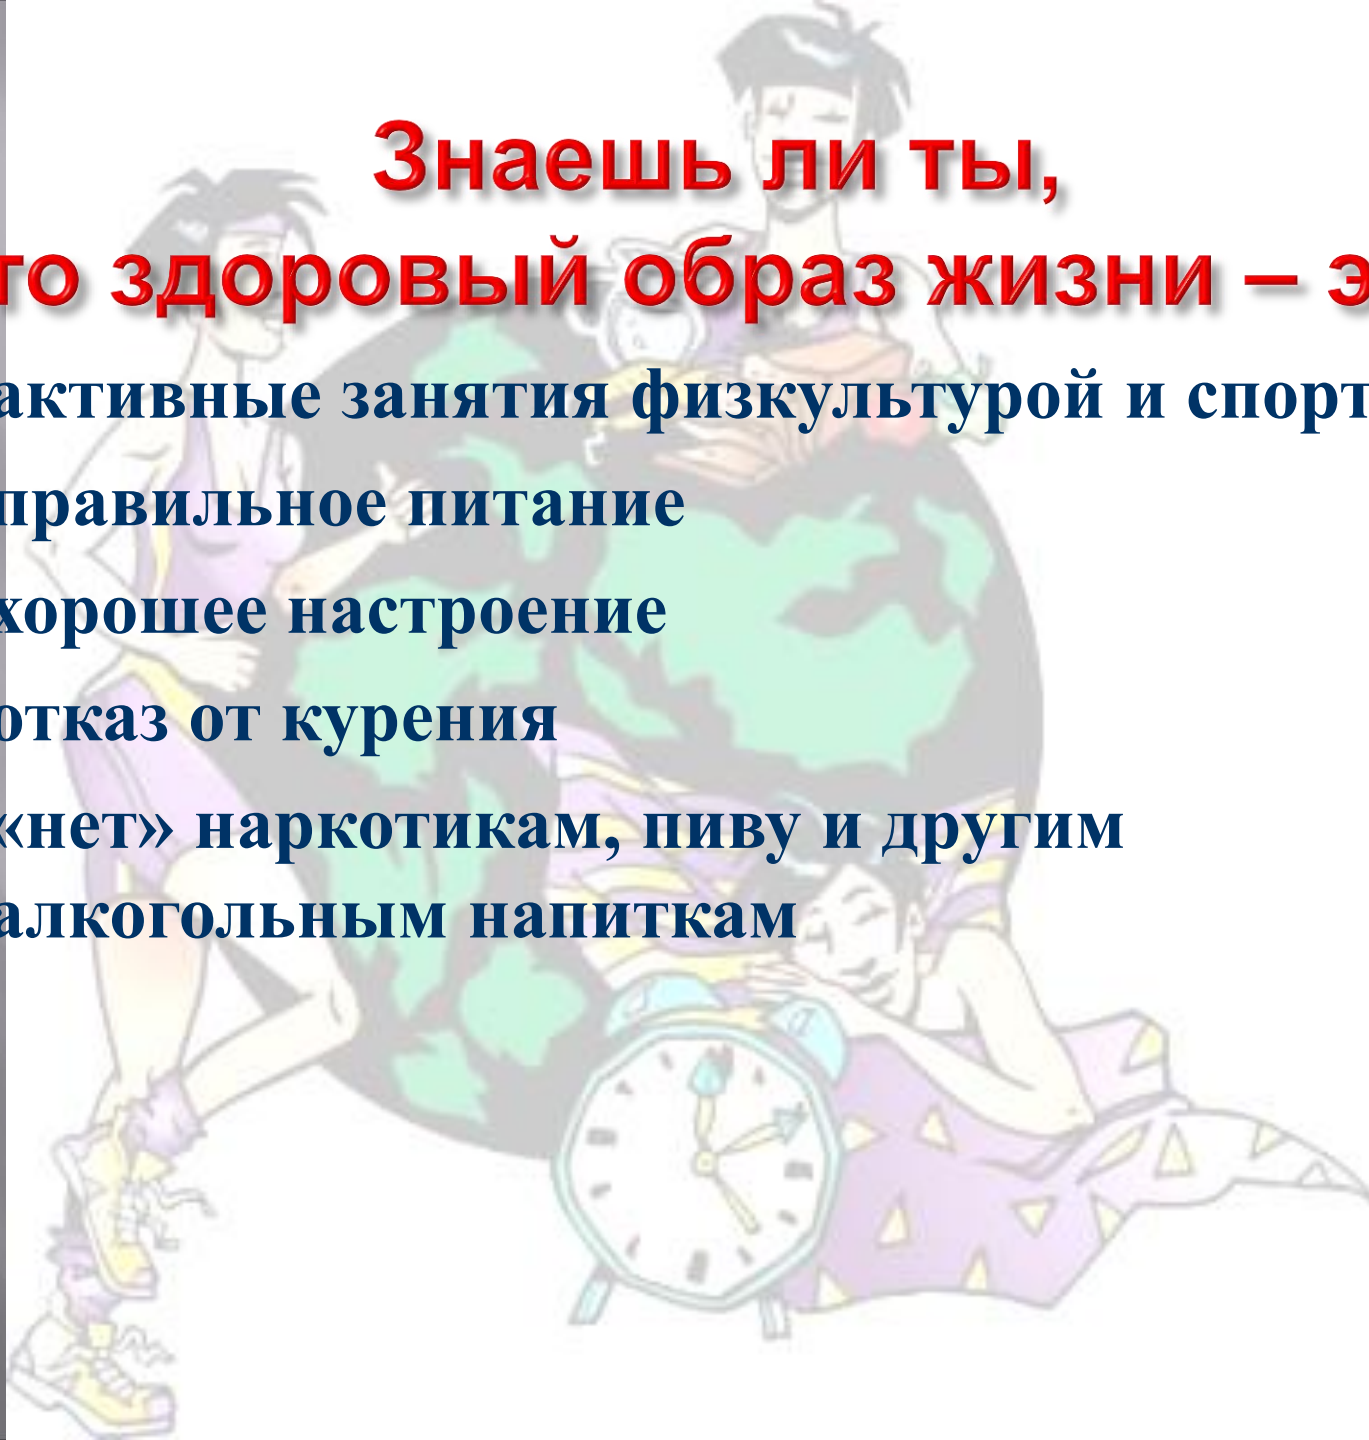 Знаешь ли ты,
то здоровый образ жизни – э
активные занятия физкультурой и спорт
правильное питание
хорошее настроение
отказ от курения
«нет» наркотикам, пиву и другим
алкогольным напиткам